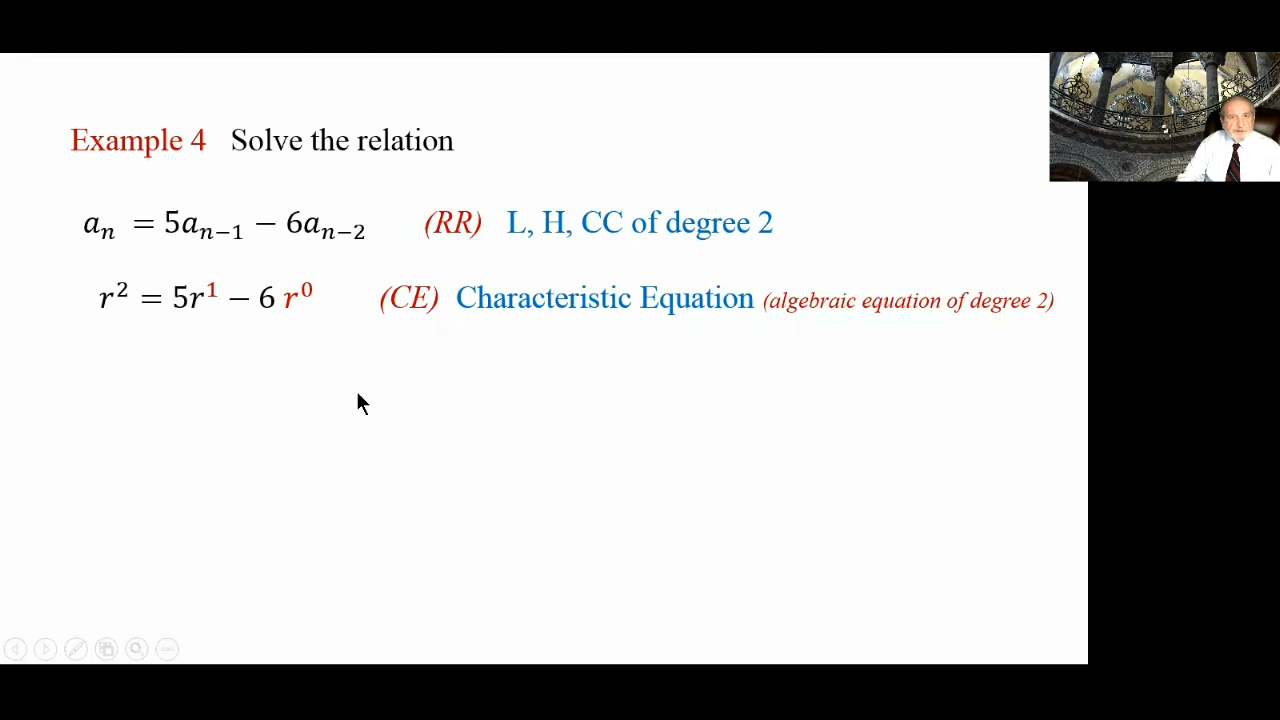 Example 4 Solve the relation
aₙ = 5aₙ₋₁ − 6aₙ₋₂ (RR) L, H, CC of degree 2
r² = 5r¹ − 6 r⁰ (CE) Characteristic Equation (algebraic equation of degree 2)